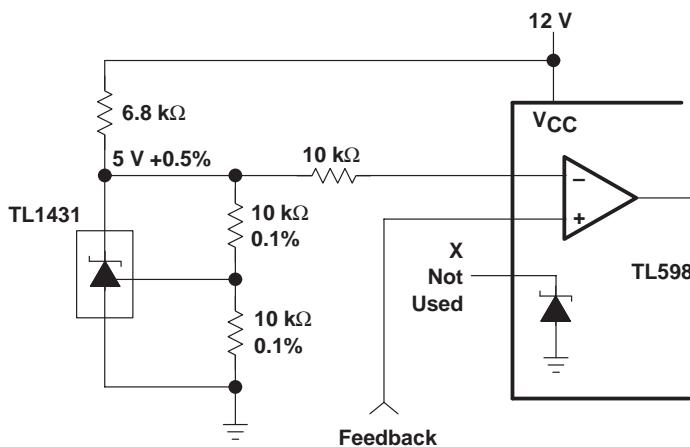 12 V
6.8 kΩ
VCC
5 V +0.5%
10 kΩ
−
TL1431
10 kΩ
0.1%
+
X
Not
Used
TL598
10 kΩ
0.1%
Feedback